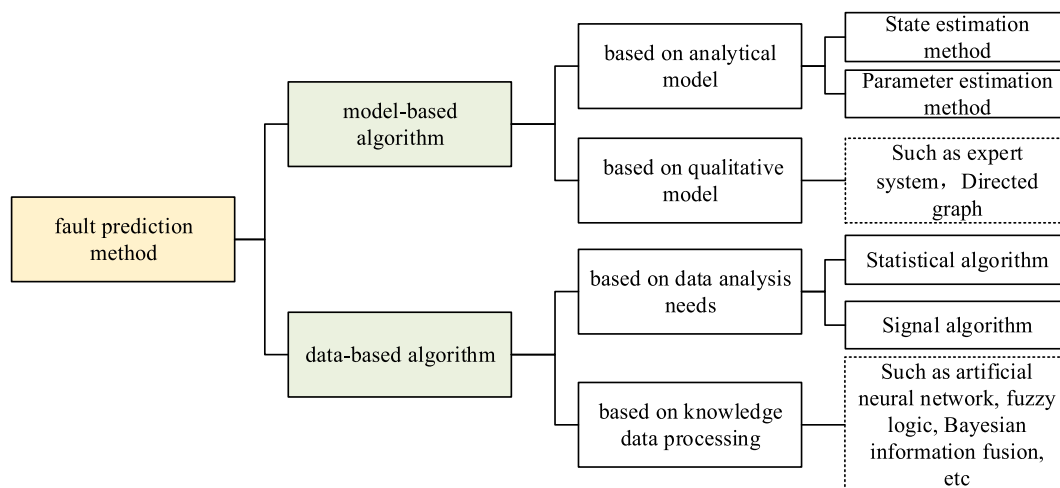 fault prediction
method
model-based
algorithm
data-based algorithm
based on analytical
model
based on qualitative
model
based on data analysis
needs
based on knowledge
data processing
State estimation
method
Parameter estimation
method
Such as expert
system，Directed
graph
Statistical algorithm
Signal algorithm
Such as artificial
neural network, fuzzy
logic, Bayesian
information fusion,
etc